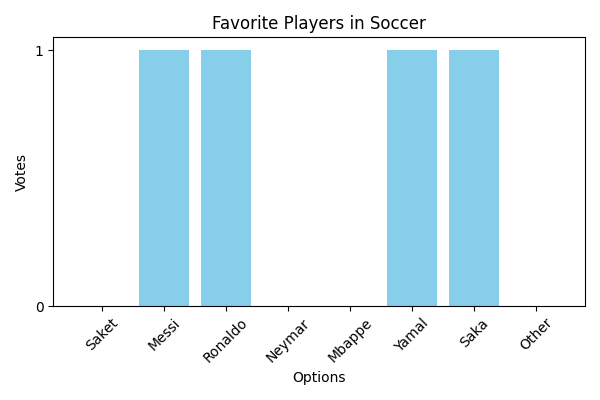 Favorite Players in Soccer
Votes
1
0
Saket
Messi
Ronaldo
Neymar
Mbappe
Yamal
Saka
Other
Options